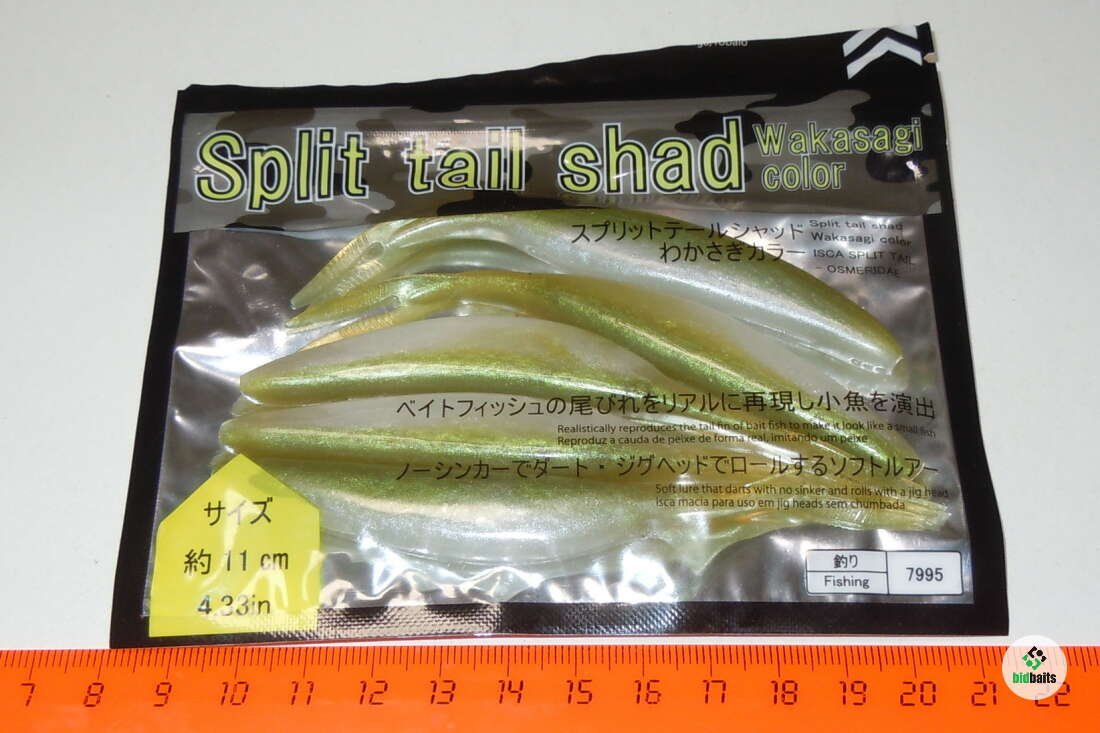 Split tail shad
Wakasagi
color
スプリットテールシャッド
わかさぎカラー
Split tail shad
Wakasagi color
ISCA SPLIT TAIL
- OSMERIDAE
ベイトフィッシュの尾びれをリアルに再現し小魚を演出
Realistically reproduces the tail fin of bait fish to make it look like a small fish
Reproduz a cauda de peixe de forma real, imitando um peixe
ノーシンカーでダート・ジグヘッドでロールするソフトルアー
Soft lure that darts with no sinker and rolls with a jig head
Isca macia para uso em jig heads sem chumbada
サイズ
約 11 cm
4.33in
釣り
Fishing
7995
7 8 9 10 11 12 13 14 15 16 17 18 19 20 21 22
bidbaits